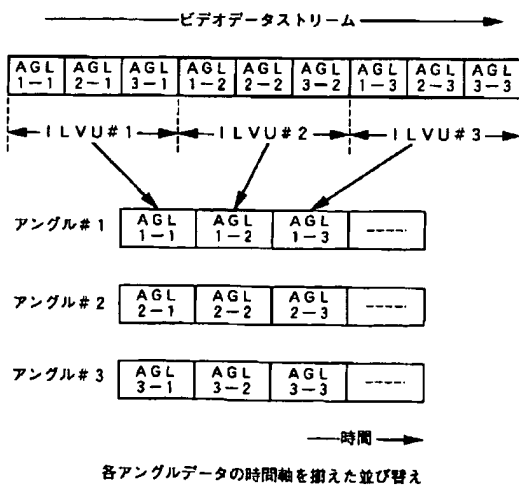 ビデオデータストリーム
AGL 1-1 AGL 2-1 AGL 3-1 AGL 1-2 AGL 2-2 AGL 3-2 AGL 1-3 AGL 2-3 AGL 3-3
ILVU#1 ILVU#2 ILVU#3
アングル#1 AGL 1-1 AGL 1-2 AGL 1-3 -----
アングル#2 AGL 2-1 AGL 2-2 AGL 2-3 -----
アングル#3 AGL 3-1 AGL 3-2 AGL 3-3 -----
時間
各アングルデータの時間軸を揃えた並び替え